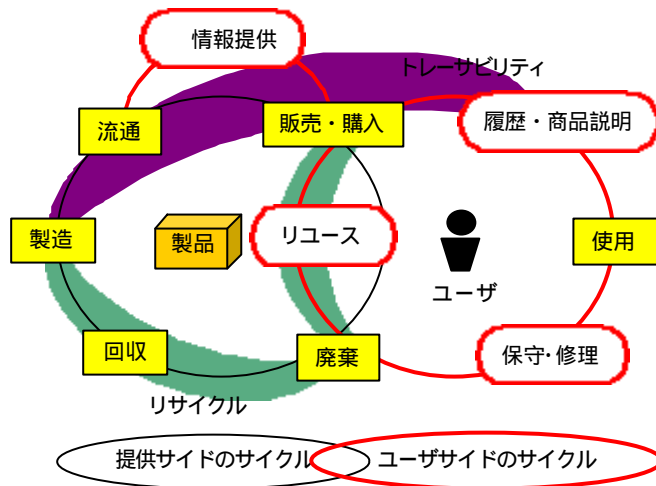 情報提供
トレーサビリティ
流通
販売・購入
履歴・商品説明
製造
製品
リユース
使用
ユーザ
回収
廃棄
保守・修理
リサイクル
提供サイドのサイクル
ユーザサイドのサイクル